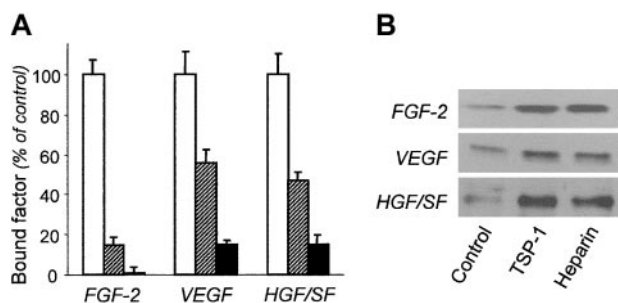 A
Bound factor (% of control)
100
80
60
40
20
0
FGF-2 VEGF HGF/SF
B
FGF-2
VEGF
HGF/SF
Control TSP-1 Heparin